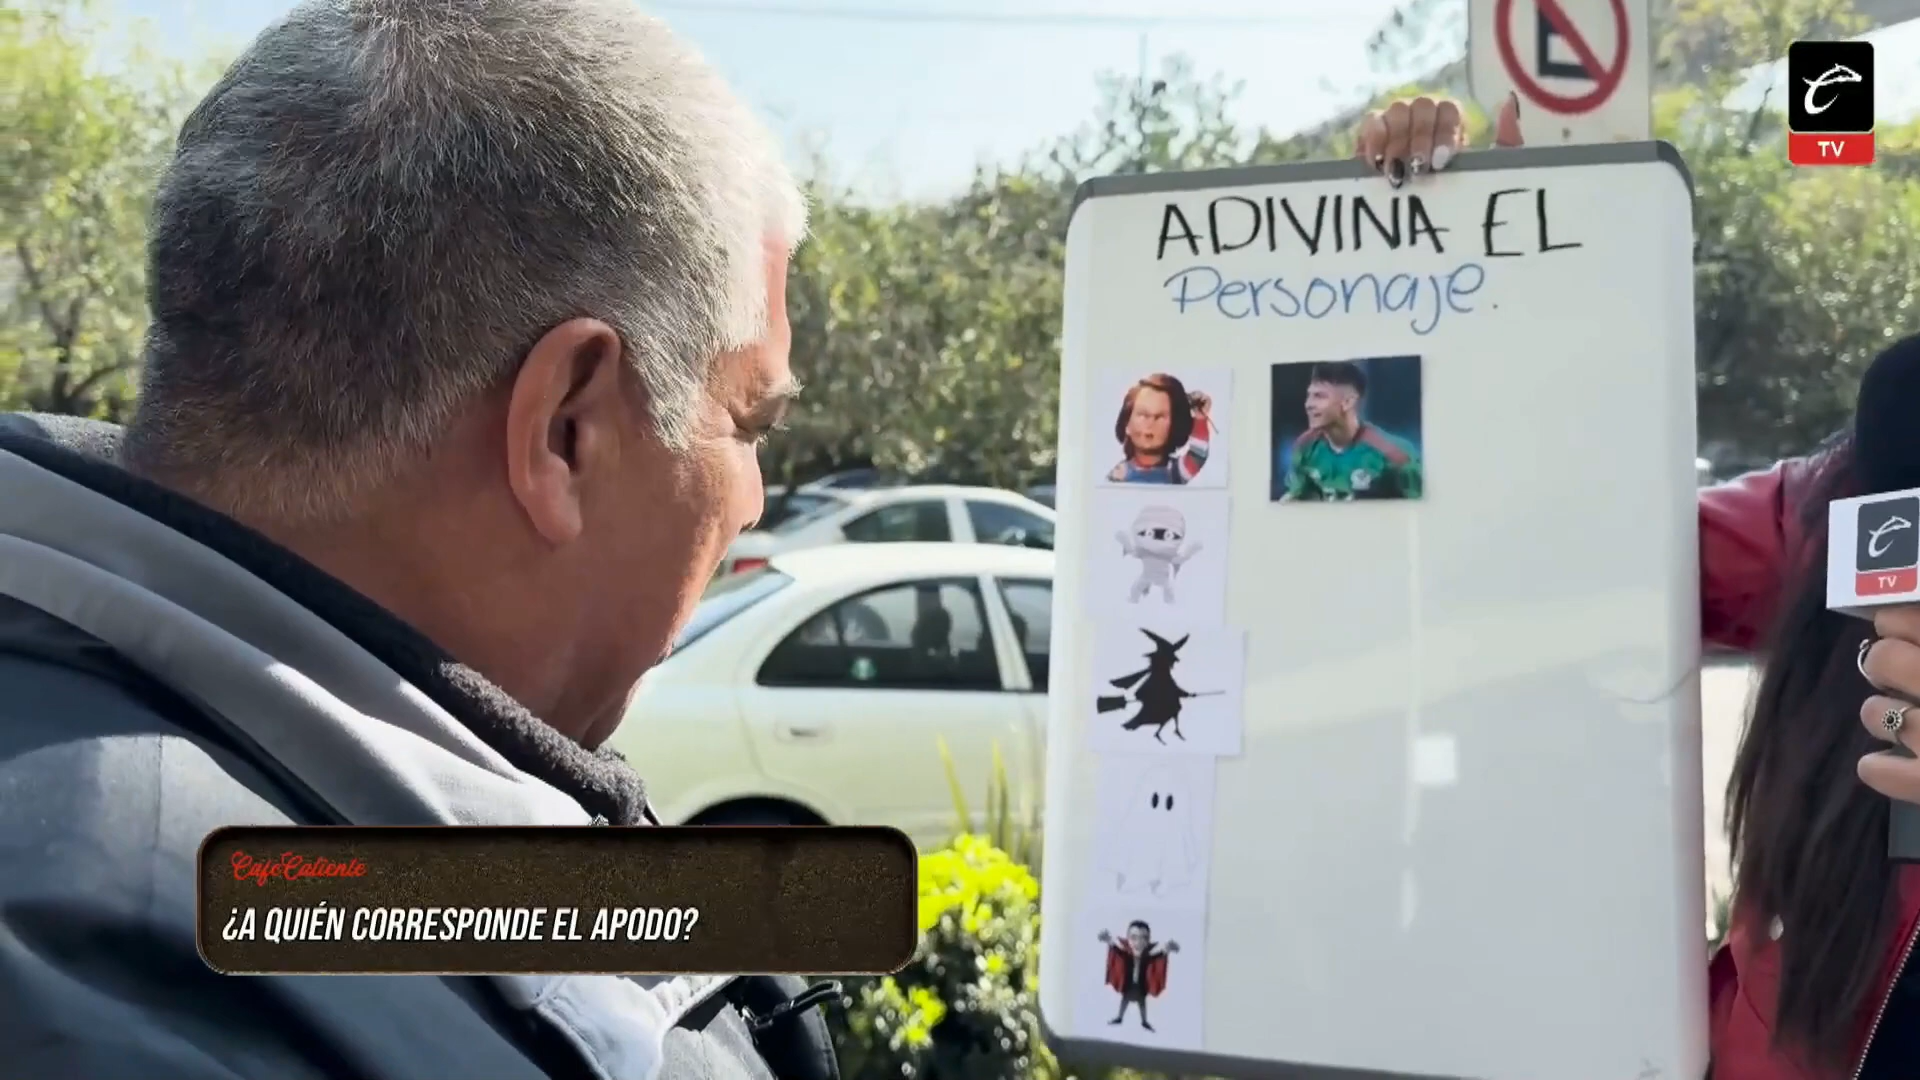 TV
ADIVINA EL
Personaje.
TV
CafeCaliente
¿A QUIÉN CORRESPONDE EL APODO?